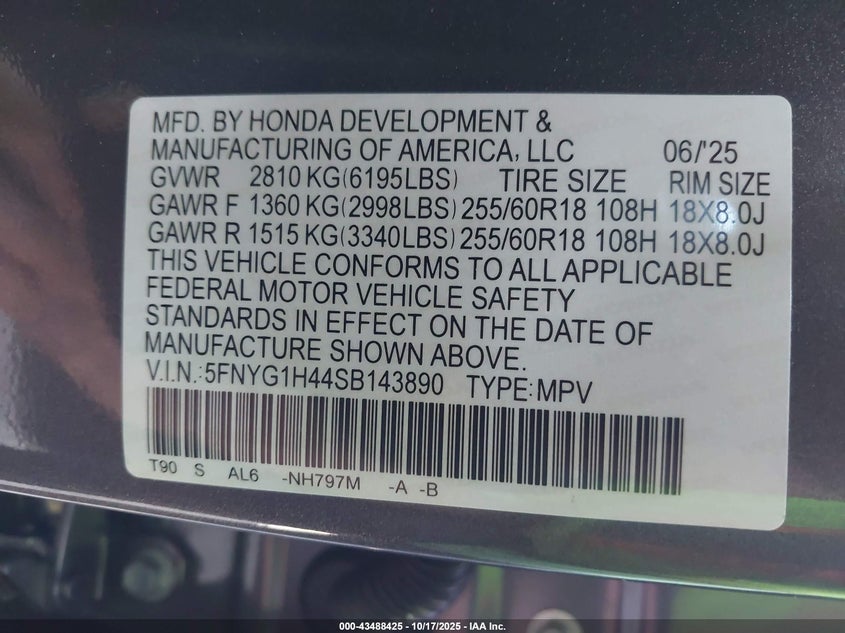 MFD. BY HONDA DEVELOPMENT &
MANUFACTURING OF AMERICA, LLC 06/'25
GVWR 2810 KG(6195LBS) TIRE SIZE RIM SIZE
GAWR F 1360 KG(2998LBS) 255/60R18 108H 18X8.0J
GAWR R 1515 KG(3340LBS) 255/60R18 108H 18X8.0J
THIS VEHICLE CONFORMS TO ALL APPLICABLE
FEDERAL MOTOR VEHICLE SAFETY
STANDARDS IN EFFECT ON THE DATE OF
MANUFACTURE SHOWN ABOVE.
V.I.N.:5FNYG1H44SB143890 TYPE:MPV
T90 S AL6 -NH797M -A -B
000-43488425 - 10/17/2025 - IAA Inc.